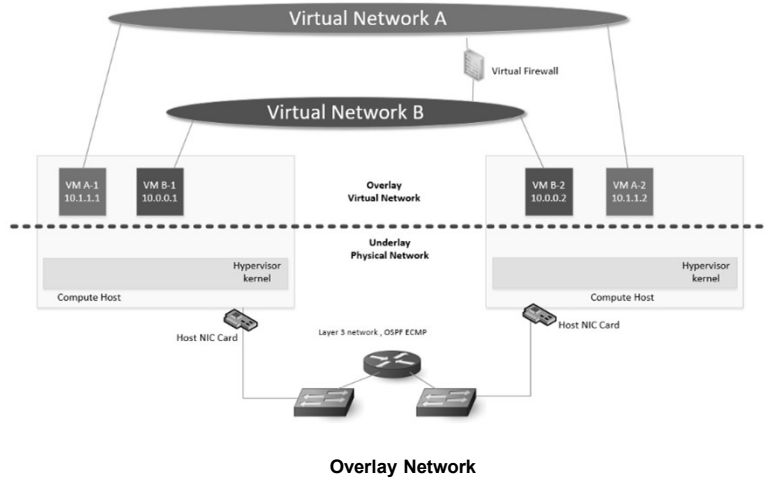 Virtual Network A
Virtual Firewall
Virtual Network B
VM A-1
10.1.1.1
VM B-1
10.0.0.1
Overlay
Virtual Network
VM B-2
10.0.0.2
VM A-2
10.1.1.2
Underlay
Physical Network
Hypervisor
kernel
Hypervisor
kernel
Compute Host
Compute Host
Host NIC Card
Layer 3 network , OSPF ECMP
Host NIC Card
Overlay Network